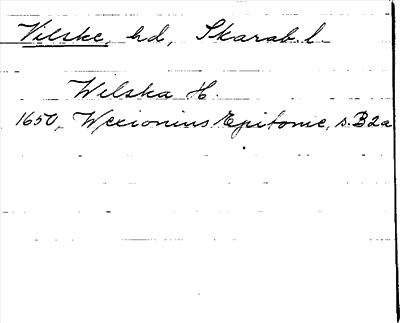 Vilske, hd, Skarab. l.
Wilska H.
1650, Wexionius Epitome, s. B2a